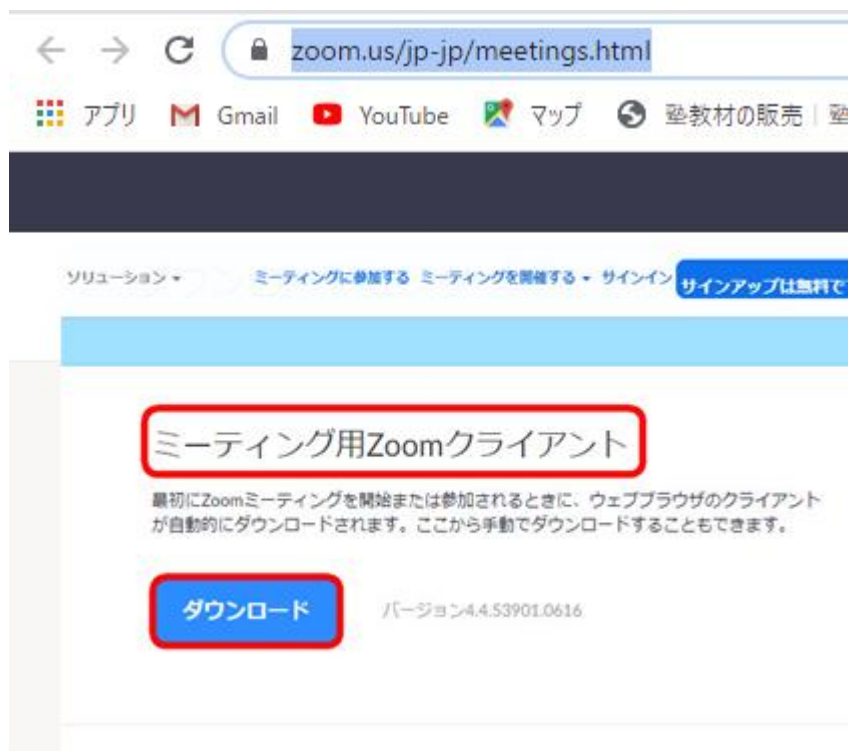 zoom.us/jp-jp/meetings.html
アプリ Gmail YouTube マップ 塾教材の販売
ソリューション ミーティングに参加する ミーティングを開催する サインイン サインアップは無料で
ミーティング用Zoomクライアント
最初にZoomミーティングを開始または参加されるときに、ウェブブラウザのクライアント
が自動的にダウンロードされます。ここから手動でダウンロードすることもできます。
ダウンロード バージョン4.4.53901.0616